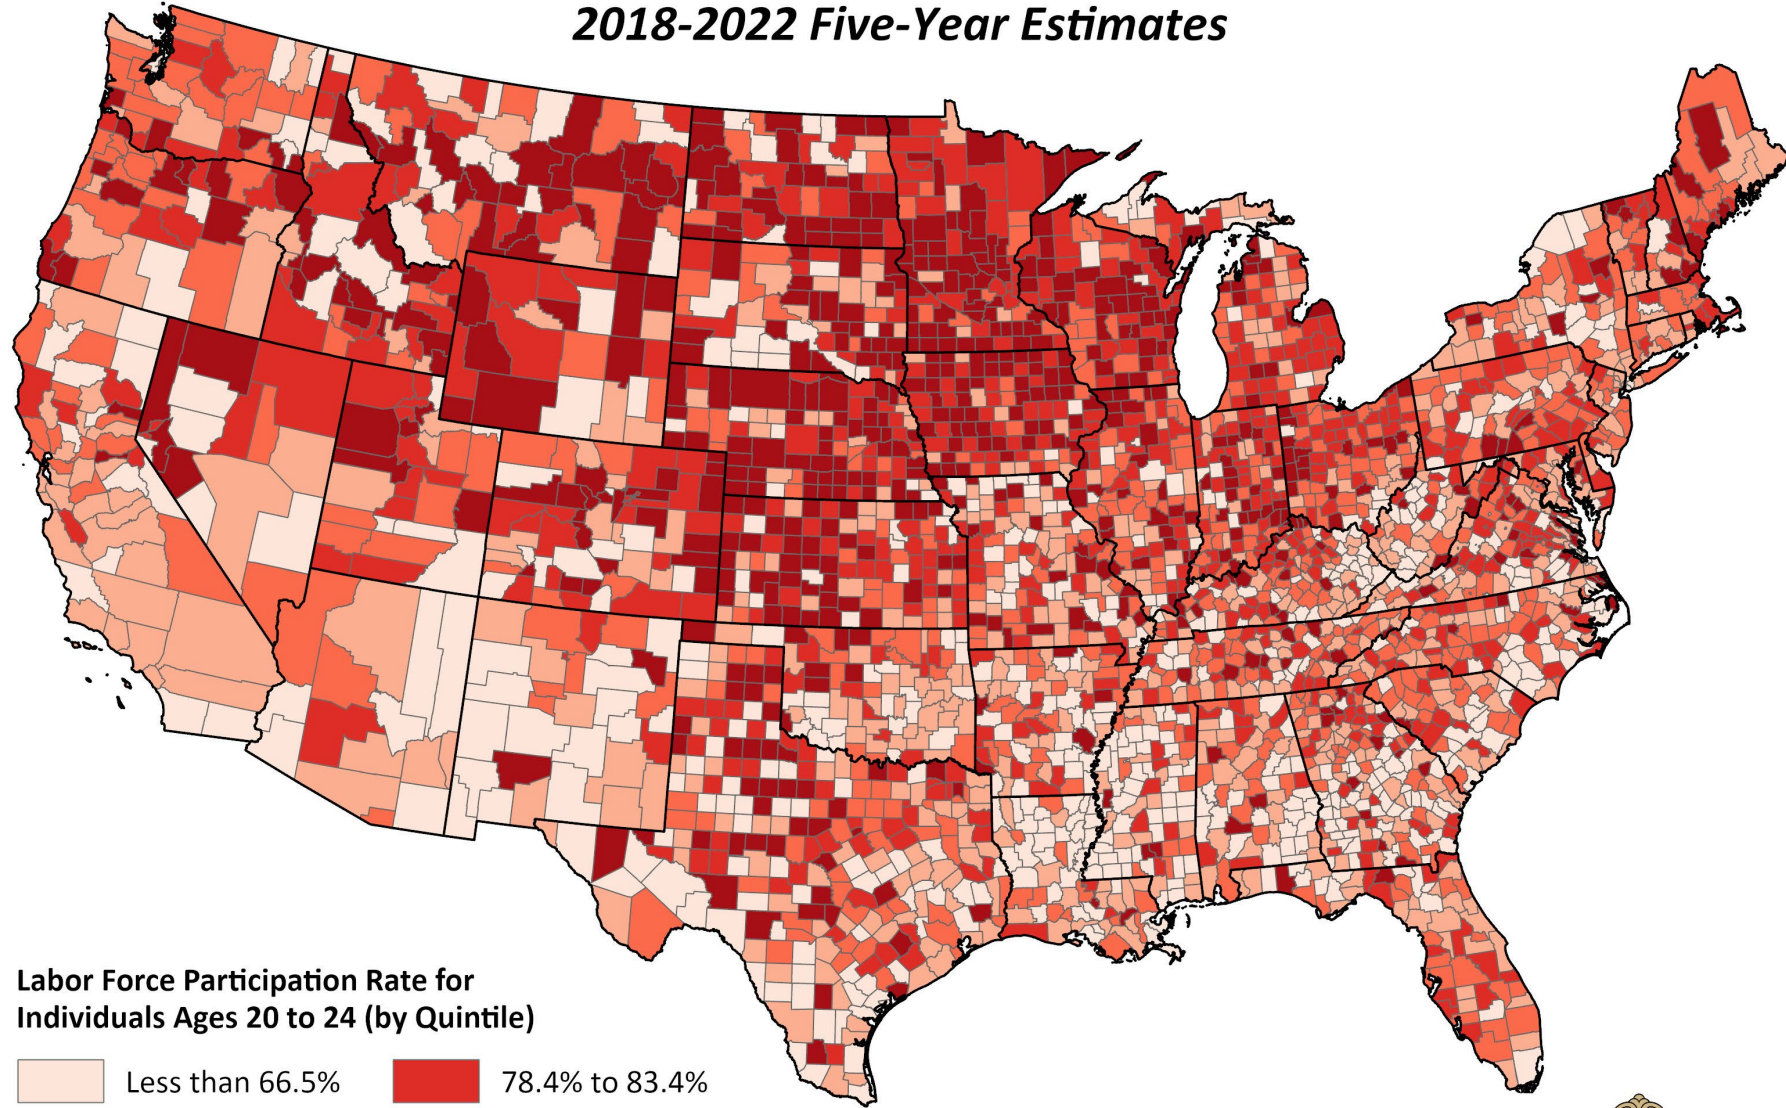 2018-2022 Five-Year Estimates
Labor Force Participation Rate for
Individuals Ages 20 to 24 (by Quintile)
Less than 66.5%
78.4% to 83.4%